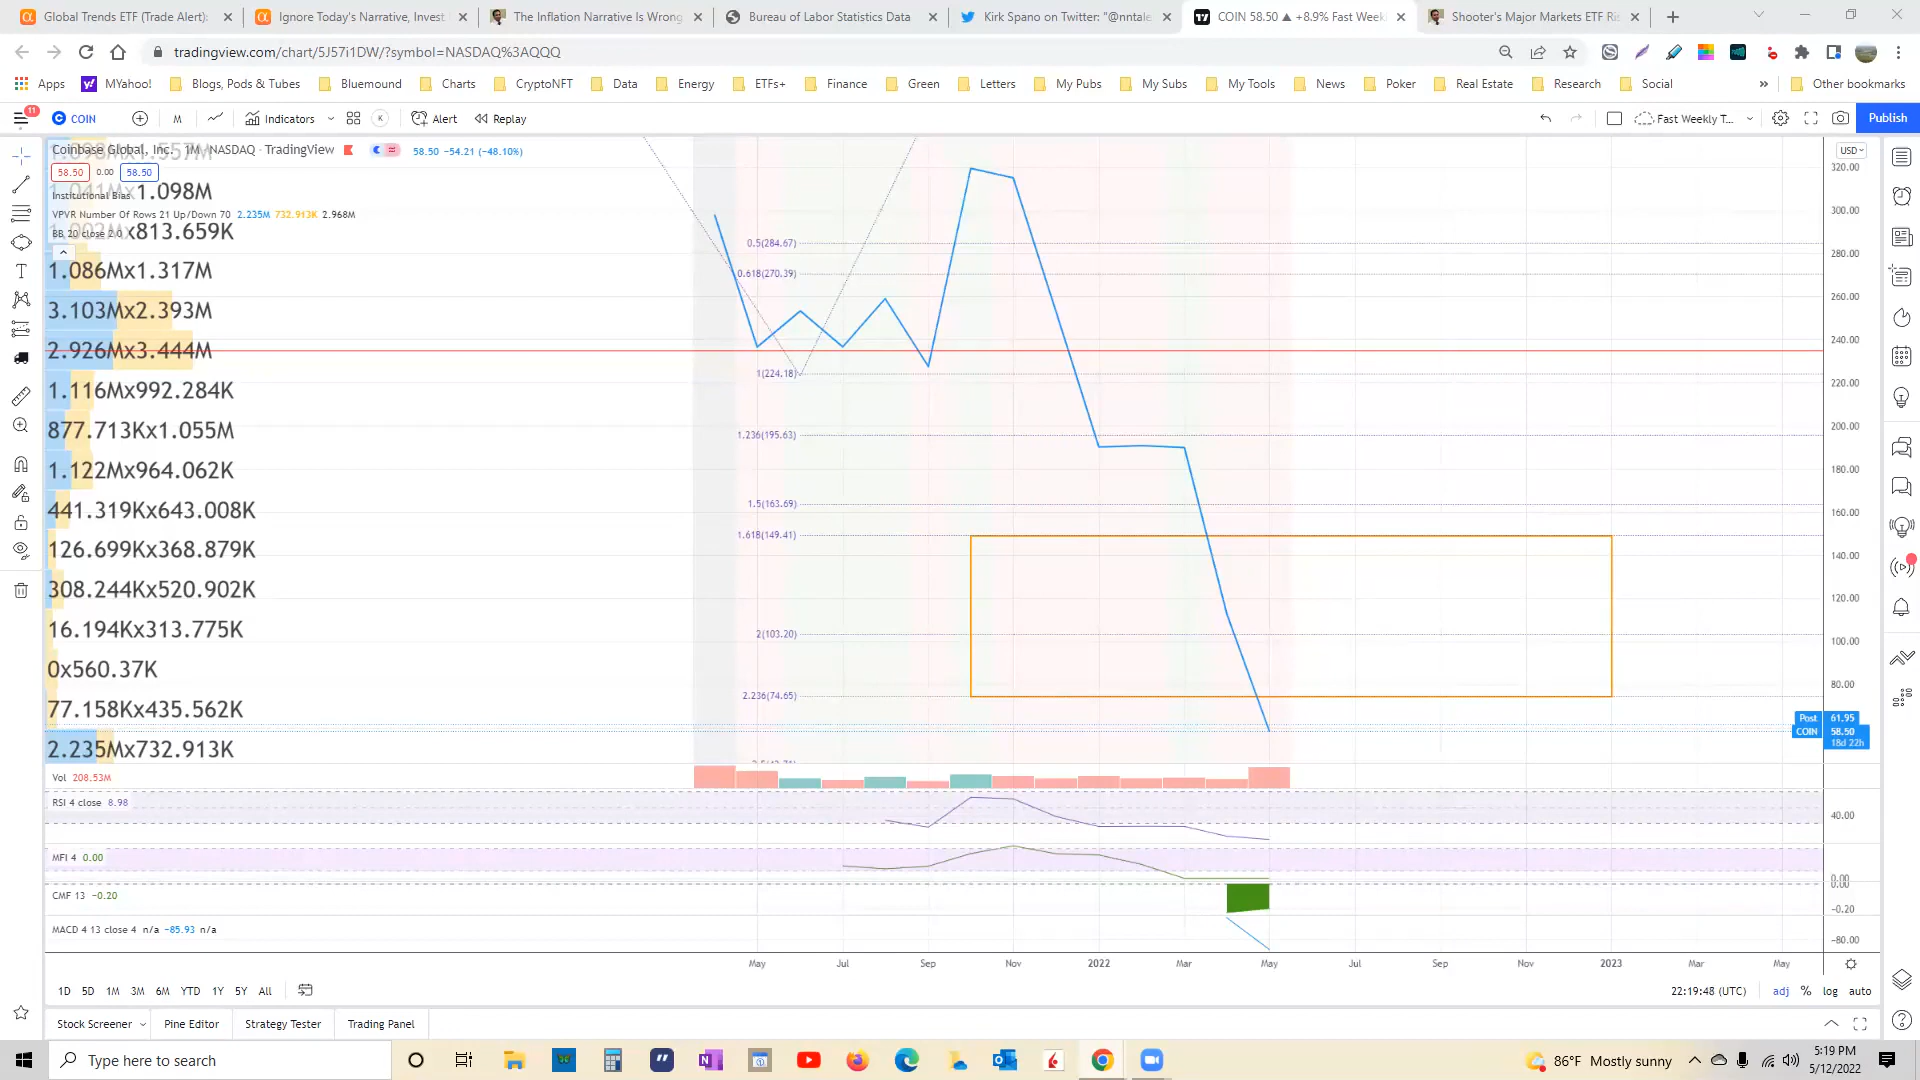 Global Trends ETF (Trade Alert):
Ignore Today's Narrative, Invest
The Inflation Narrative Is Wrong
Bureau of Labor Statistics Data
Kirk Spano on Twitter: "@nntale
COIN 58.50 ▲ +8.9% Fast Week
Shooter's Major Markets ETF Ri
tradingview.com/chart/5J57i1DW/?symbol=NASDAQ%3AQQQ
Apps
MYahoo!
Blogs, Pods & Tubes
Bluemound
Charts
CryptoNFT
Data
Energy
ETFs+
Finance
Green
Letters
My Pubs
My Subs
My Tools
News
Poker
Real Estate
Research
Social
»
Other bookmarks
11
COIN
M
Indicators
K
Alert
Replay
Fast Weekly T...
Publish
Coinbase Global, Inc. · 1M · NASDAQ · TradingView
58.50 −54.21 (−48.10%)
USD
58.50
0.00
58.50
1.098M
Institutional Bias
VPVR Number Of Rows 21 Up/Down 70 2.235M 732.913K 2.968M
BB 20 close 2.0
x813.659K
1.086Mx1.317M
3.103Mx2.393M
2.926Mx3.444M
1.116Mx992.284K
877.713Kx1.055M
1.122Mx964.062K
441.319Kx643.008K
126.699Kx368.879K
308.244Kx520.902K
16.194Kx313.775K
0x560.37K
77.158Kx435.562K
2.235Mx732.913K
0.5(284.67)
0.618(270.39)
1(224.18)
1.236(195.63)
1.5(163.69)
1.618(149.41)
2(103.20)
2.236(74.65)
320.00
300.00
280.00
260.00
240.00
220.00
200.00
180.00
160.00
140.00
120.00
100.00
80.00
Post 61.95
COIN 58.50
18d 22h
Vol 208.53M
RSI 4 close 8.98
40.00
MFI 4 0.00
0.00
0.00
CMF 13 −0.20
-0.20
MACD 4 13 close 4 n/a −85.93 n/a
-80.00
May
Jul
Sep
Nov
2022
Mar
May
Jul
Sep
Nov
2023
Mar
May
1D
5D
1M
3M
6M
YTD
1Y
5Y
All
22:19:48 (UTC)
adj
%
log
auto
Stock Screener
Pine Editor
Strategy Tester
Trading Panel
Type here to search
86°F Mostly sunny
5:19 PM
5/12/2022